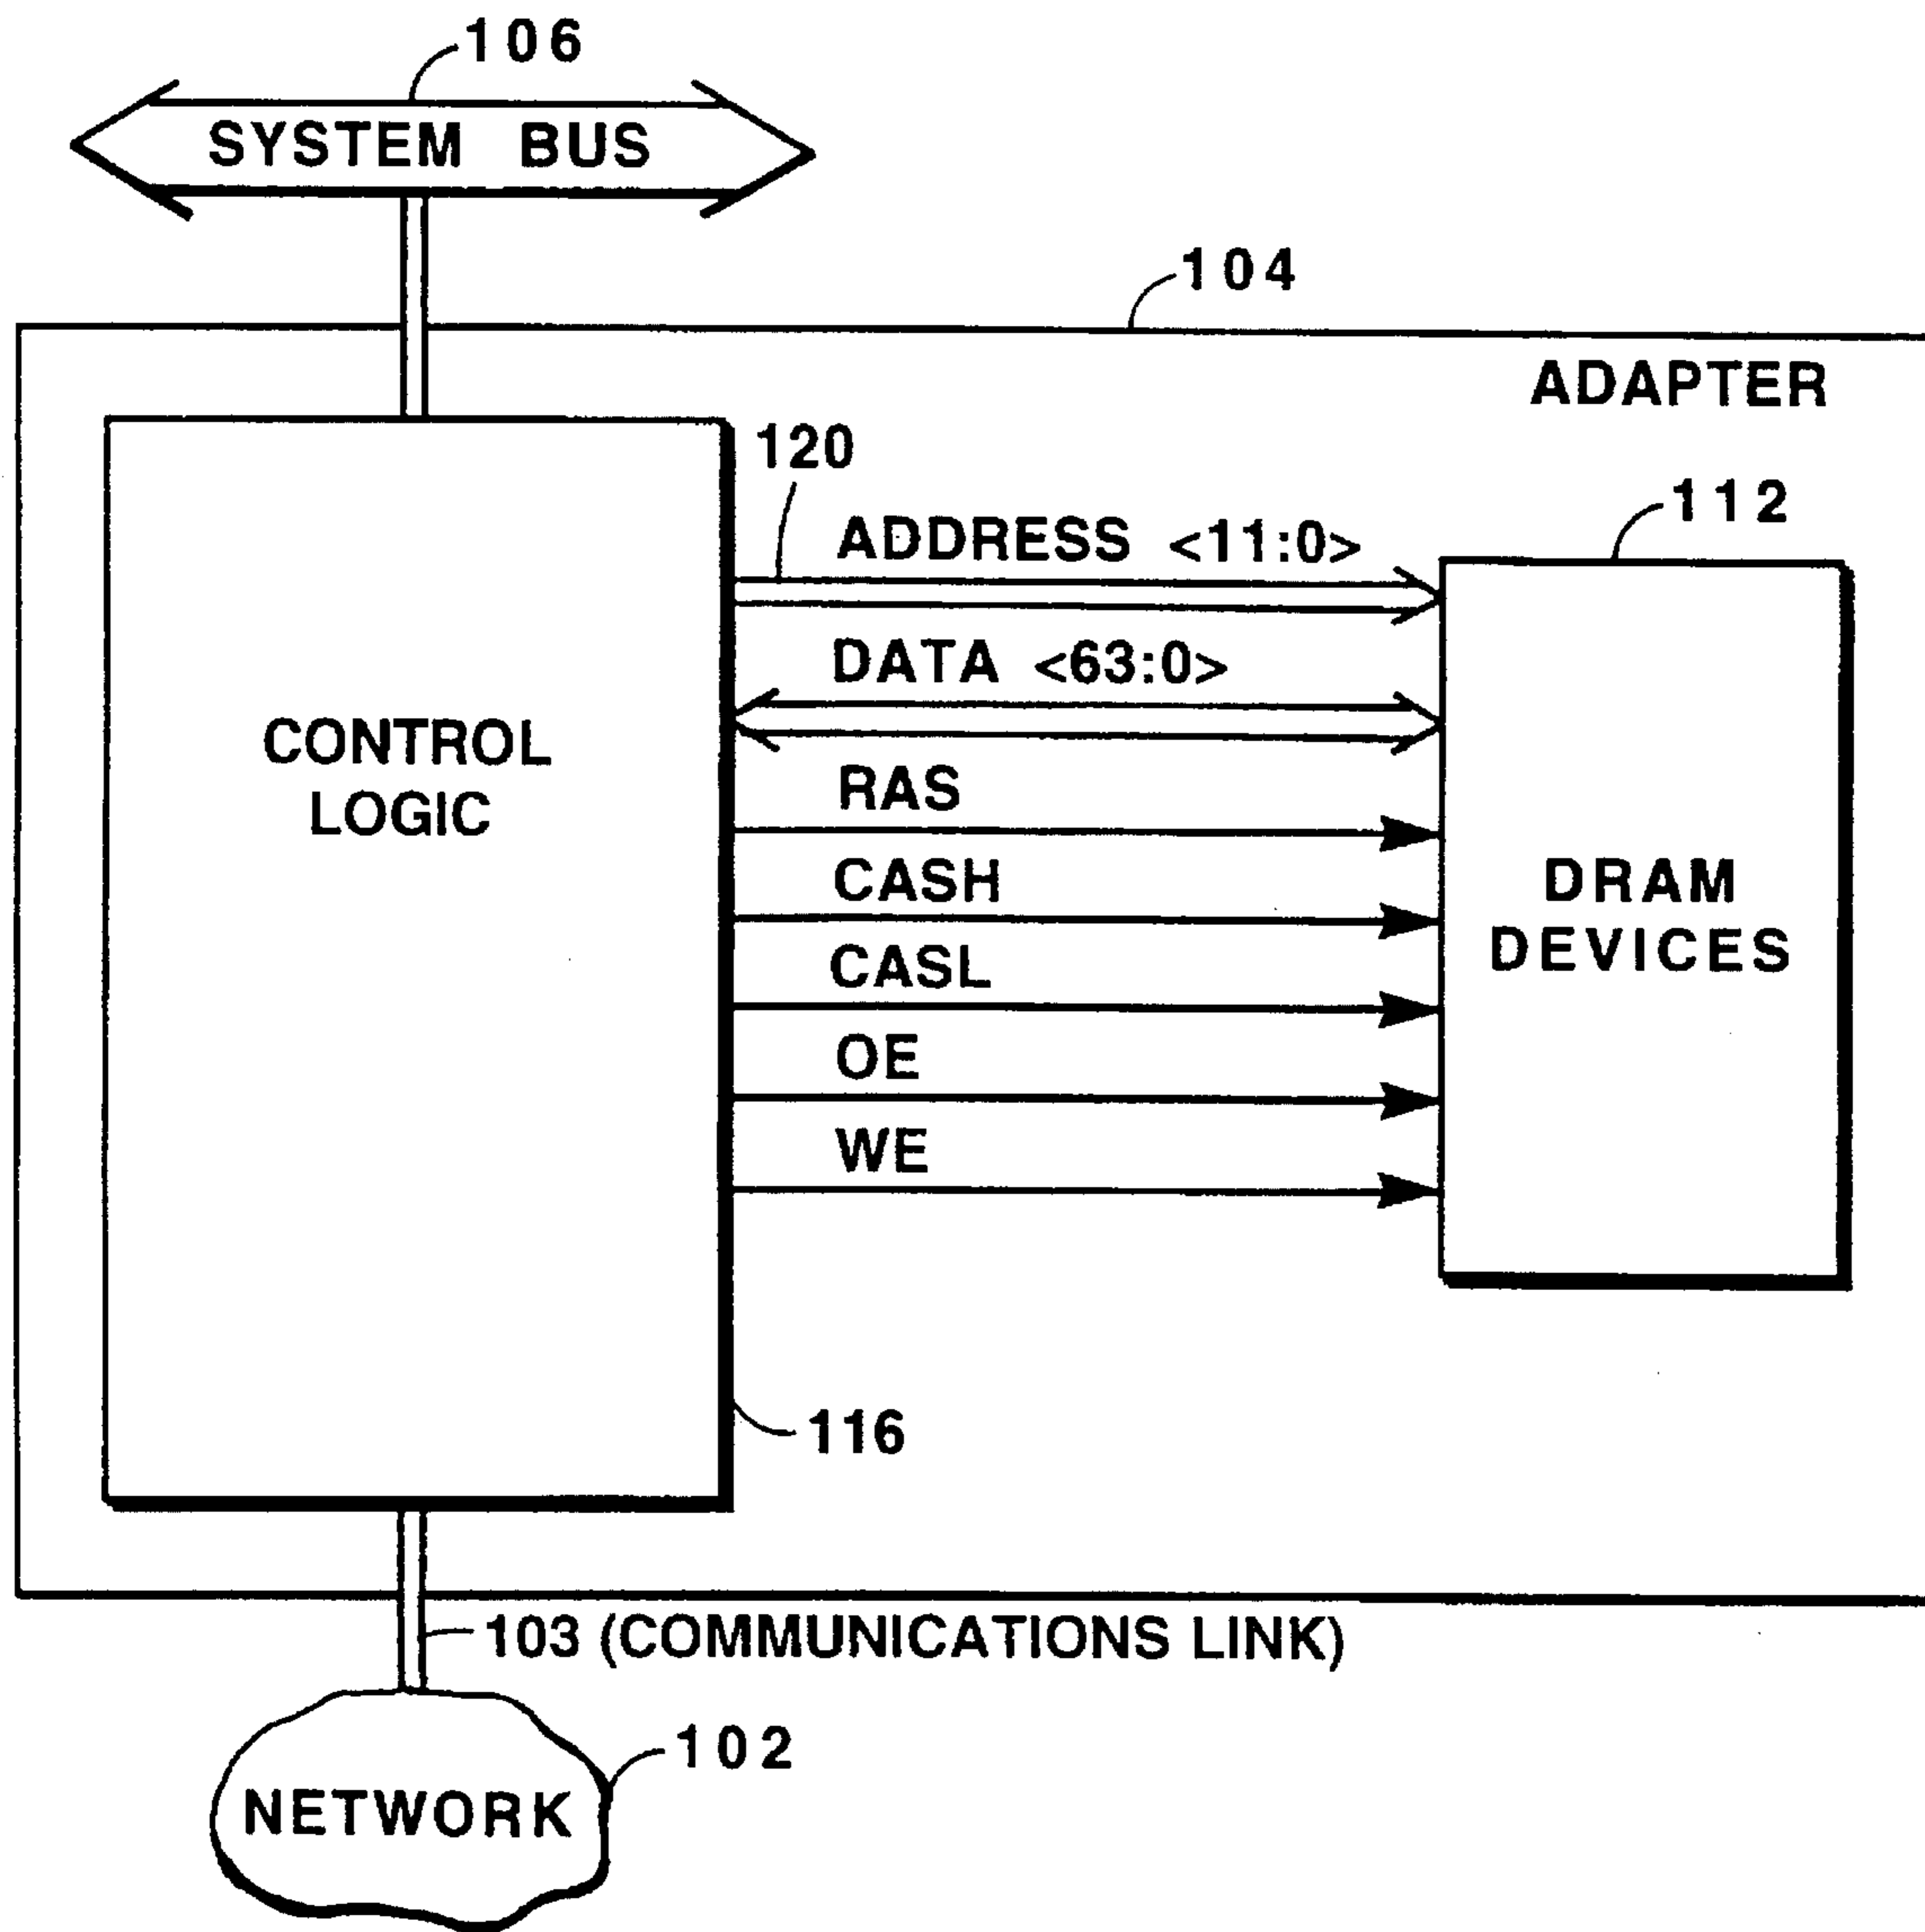 106
SYSTEM BUS
104
ADAPTER
120
112
ADDRESS <11:0>
DATA <63:0>
CONTROL
LOGIC
RAS
CASH
DRAM
DEVICES
CASL
OE
WE
116
103 (COMMUNICATIONS LINK)
102
NETWORK